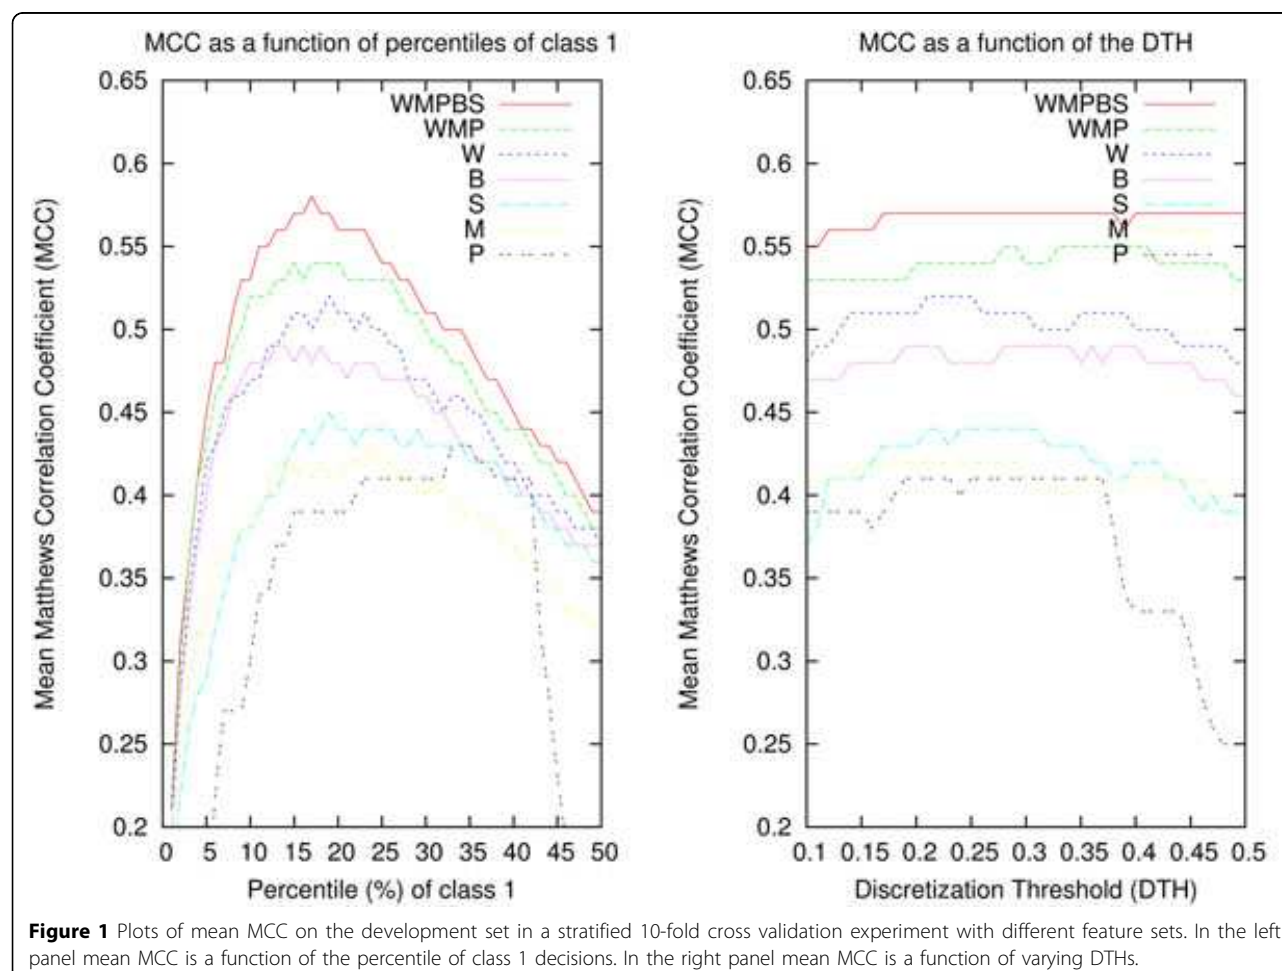 MCC as a function of percentiles of class 1
0.65
0.6
0.55
0.5
0.45
0.4
0.35
0.3
0.25
0.2
0 5 10 15 20 25 30 35 40 45 50
Mean Matthews Correlation Coefficient (MCC)
Percentile (%) of class 1
WMPBS
WMP
W
B
S
M
P
MCC as a function of the DTH
0.65
0.6
0.55
0.5
0.45
0.4
0.35
0.3
0.25
0.2
0.1 0.15 0.2 0.25 0.3 0.35 0.4 0.45 0.5
Mean Matthews Correlation Coefficient (MCC)
Discretization Threshold (DTH)
WMPBS
WMP
W
B
S
M
P
Figure 1 Plots of mean MCC on the development set in a stratified 10-fold cross validation experiment with different feature sets. In the left
panel mean MCC is a function of the percentile of class 1 decisions. In the right panel mean MCC is a function of varying DTHs.